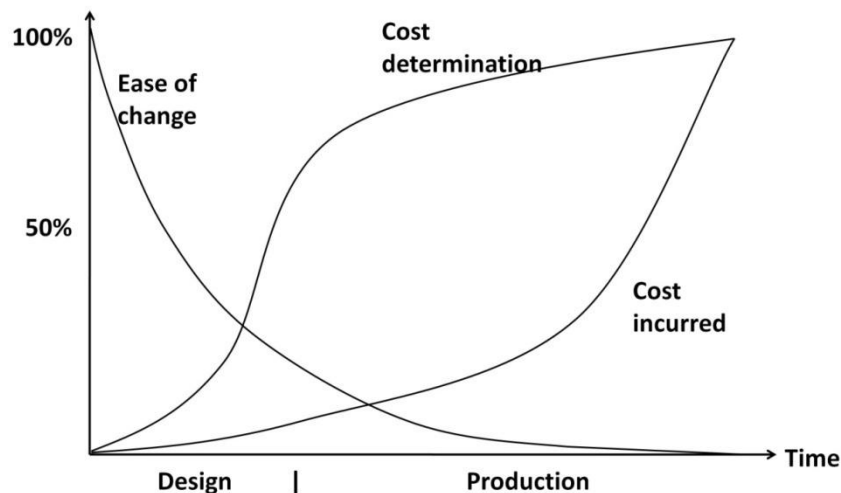 100%
Cost
determination
Ease of
change
50%
Cost
incurred
Time
Design | Production